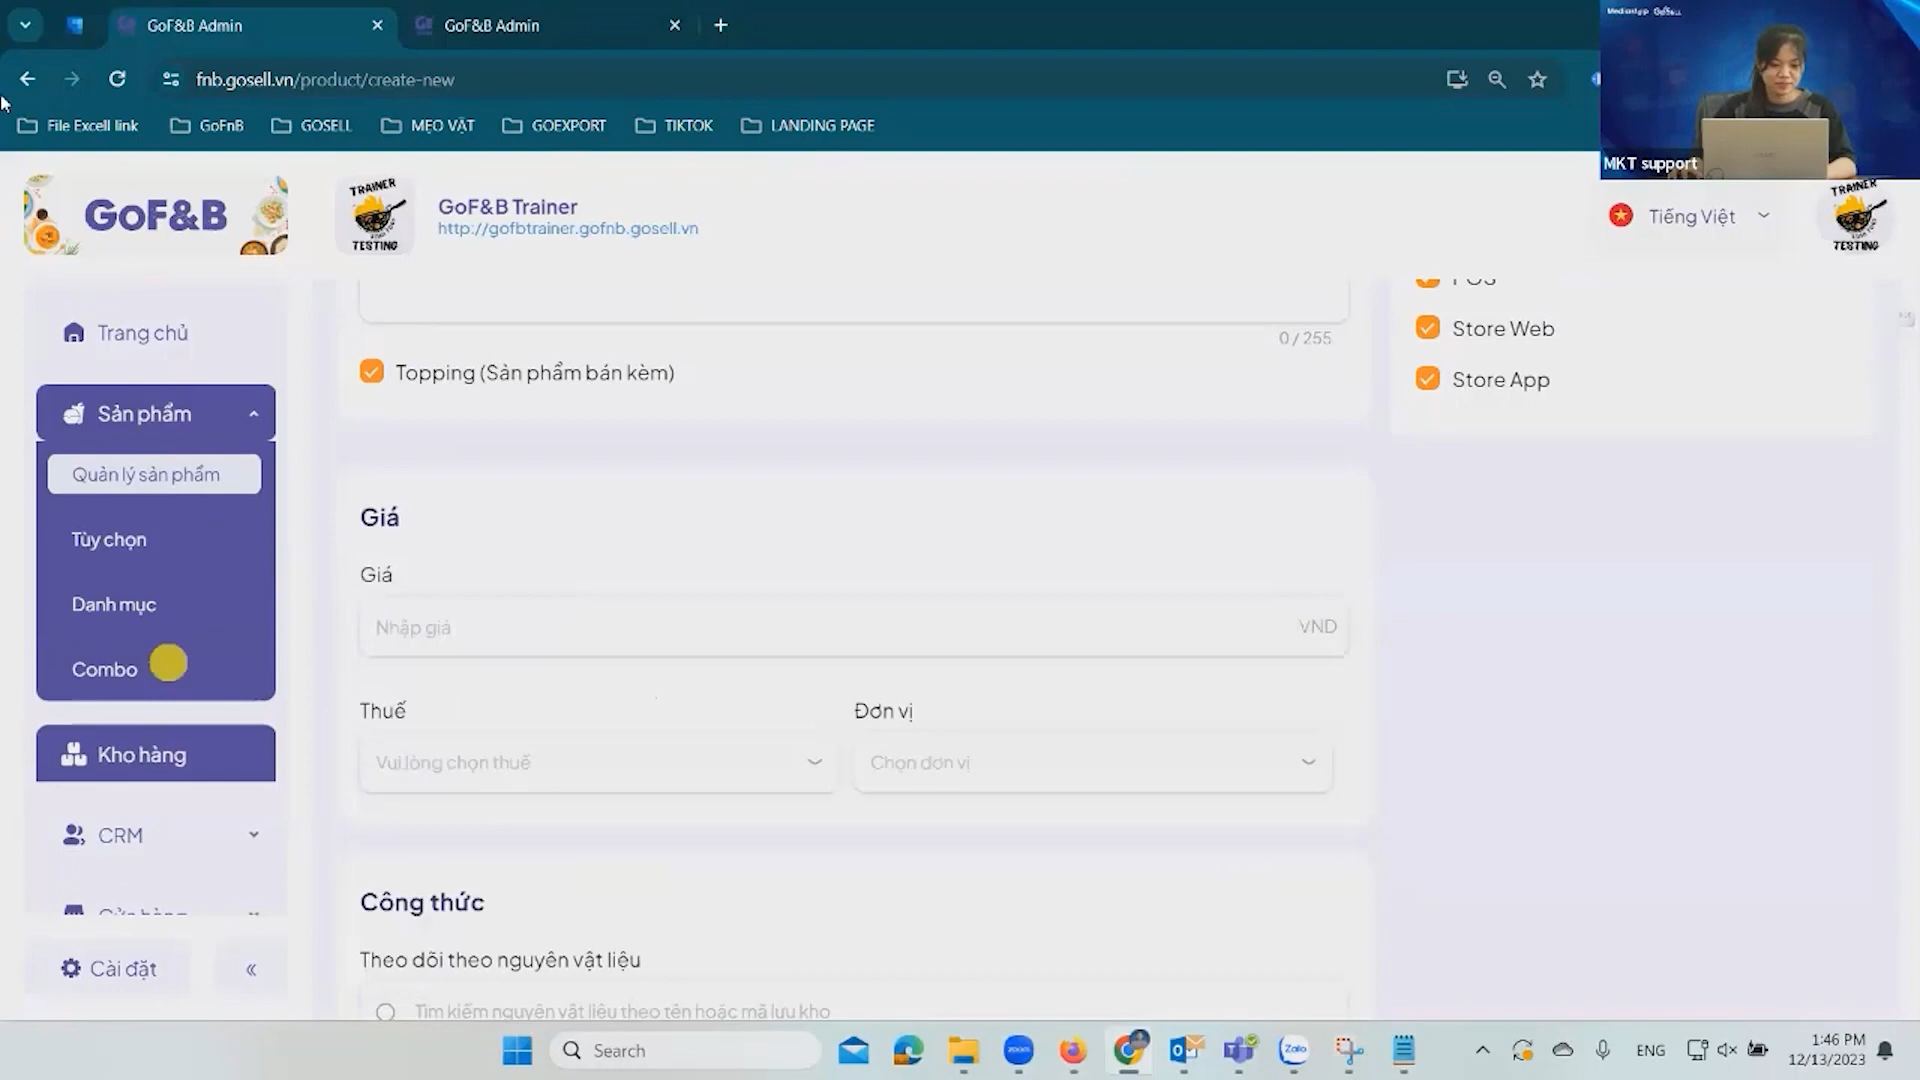 GoF&B Admin
GoF&B Admin
fnb.gosell.vn/product/create-new
File Excell link
GoFnB
GOSELL
MẸO VẶT
GOEXPORT
TIKTOK
LANDING PAGE
MKT support
GoF&B
TRAINER
TESTING
GoF&B Trainer
http://gofbtrainer.gofnb.gosell.vn
Tiếng Việt
TRAINER
TESTING
Trang chủ
Sản phẩm
Quản lý sản phẩm
Tùy chọn
Danh mục
Combo
Kho hàng
CRM
Cửa hàng
Cài đặt
«
0 / 255
Topping (Sản phẩm bán kèm)
POS
Store Web
Store App
Giá
Giá
Nhập giá
VND
Thuế
Đơn vị
Vui lòng chọn thuế
Chọn đơn vị
Công thức
Theo dõi theo nguyên vật liệu
Tìm kiếm nguyên vật liệu theo tên hoặc mã lưu kho
Search
zoom
Zalo
ENG
1:46 PM
12/13/2023